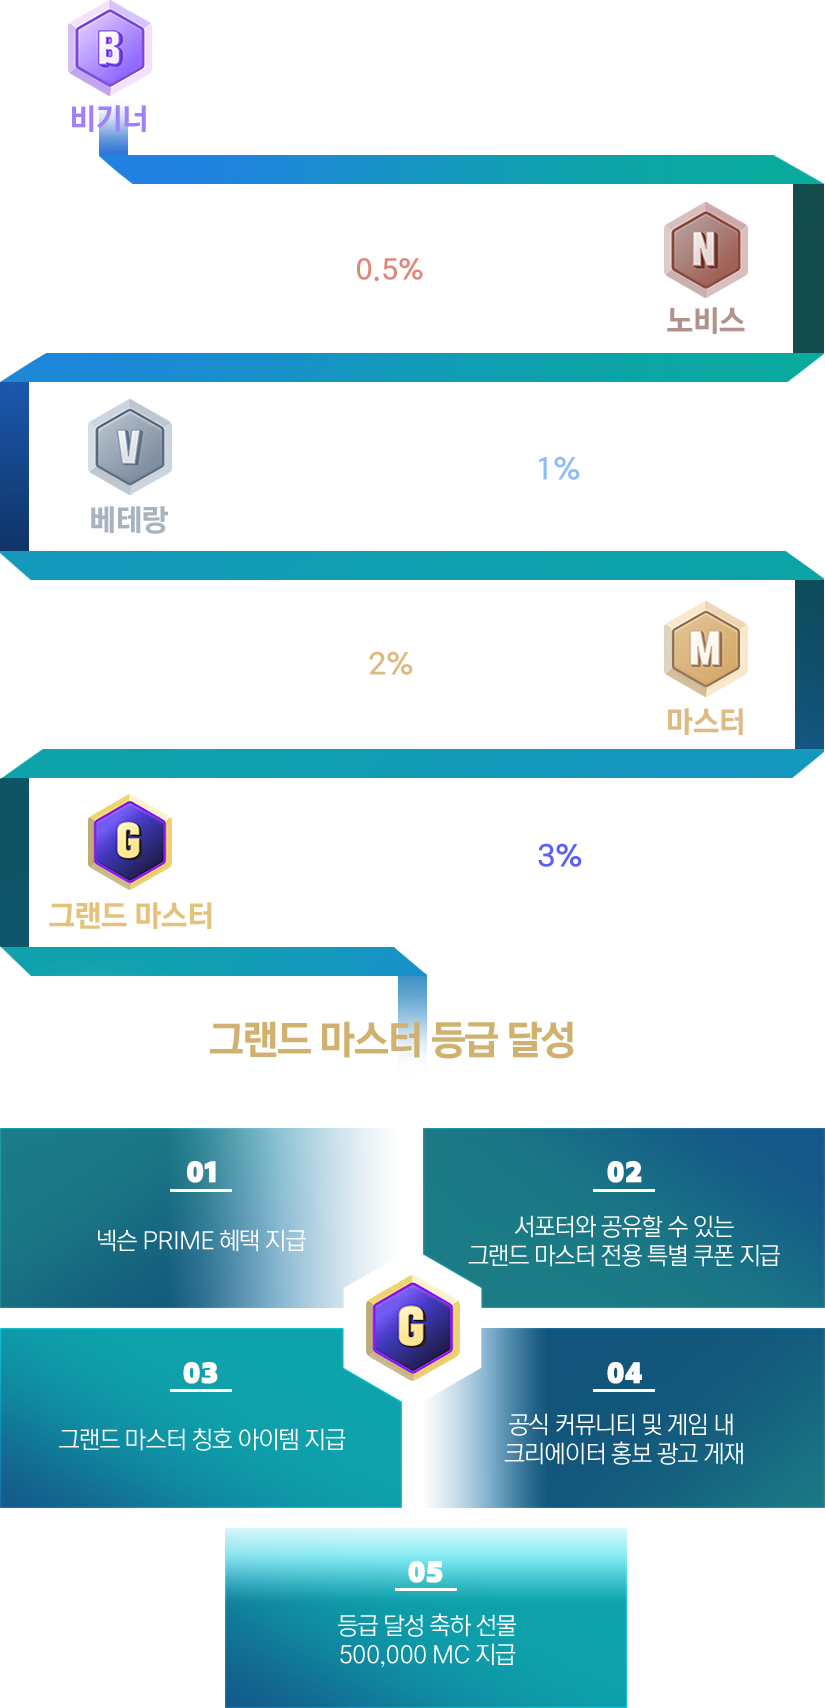 B
비기너
0.5%
N
노비스
V
베테랑
1%
2%
M
마스터
G
그랜드 마스터
3%
그랜드 마스터 등급 달성
01
넥슨 PRIME 혜택 지급
02
서포터와 공유할 수 있는
그랜드 마스터 전용 특별 쿠폰 지급
G
03
그랜드 마스터 칭호 아이템 지급
04
공식 커뮤니티 및 게임 내
크리에이터 홍보 광고 게재
05
등급 달성 축하 선물
500,000 MC 지급